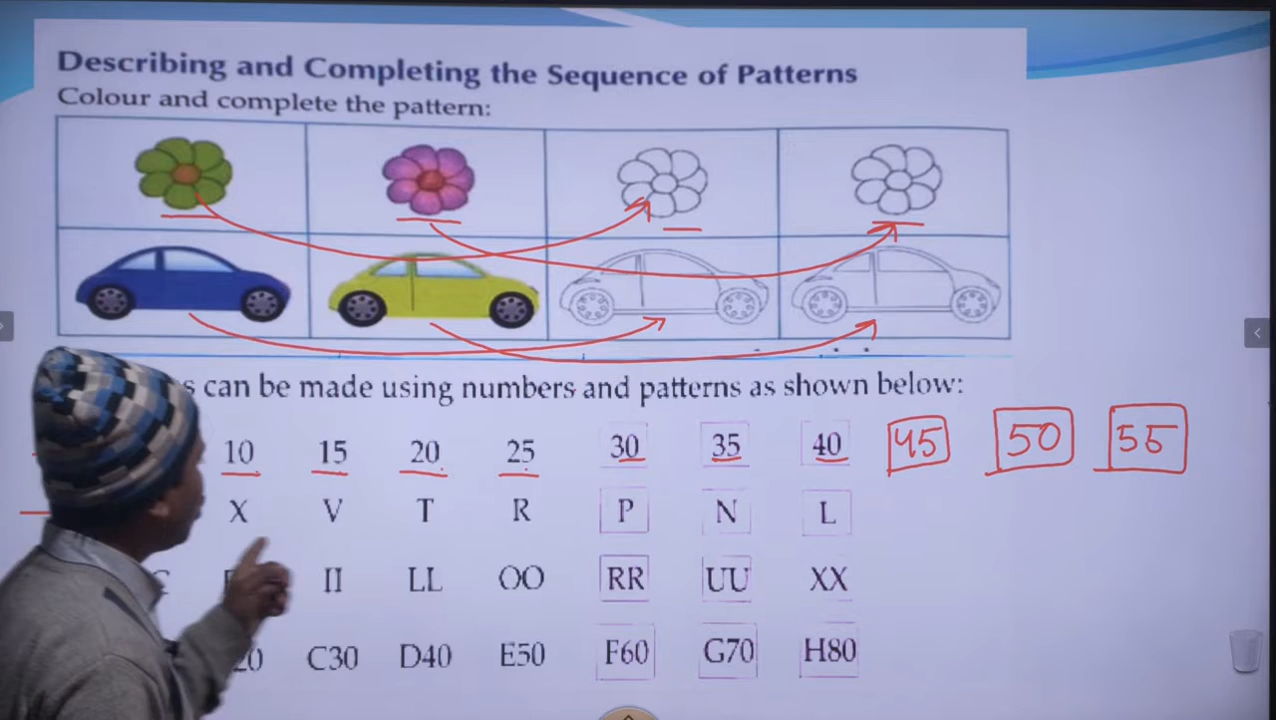 Describing and Completing the Sequence of Patterns
Colour and complete the pattern:
can be made using numbers and patterns as shown below:
10 15 20 25 30 35 40 45 50 55
X V T R P N L
II LL OO RR UU XX
C30 D40 E50 F60 G70 H80